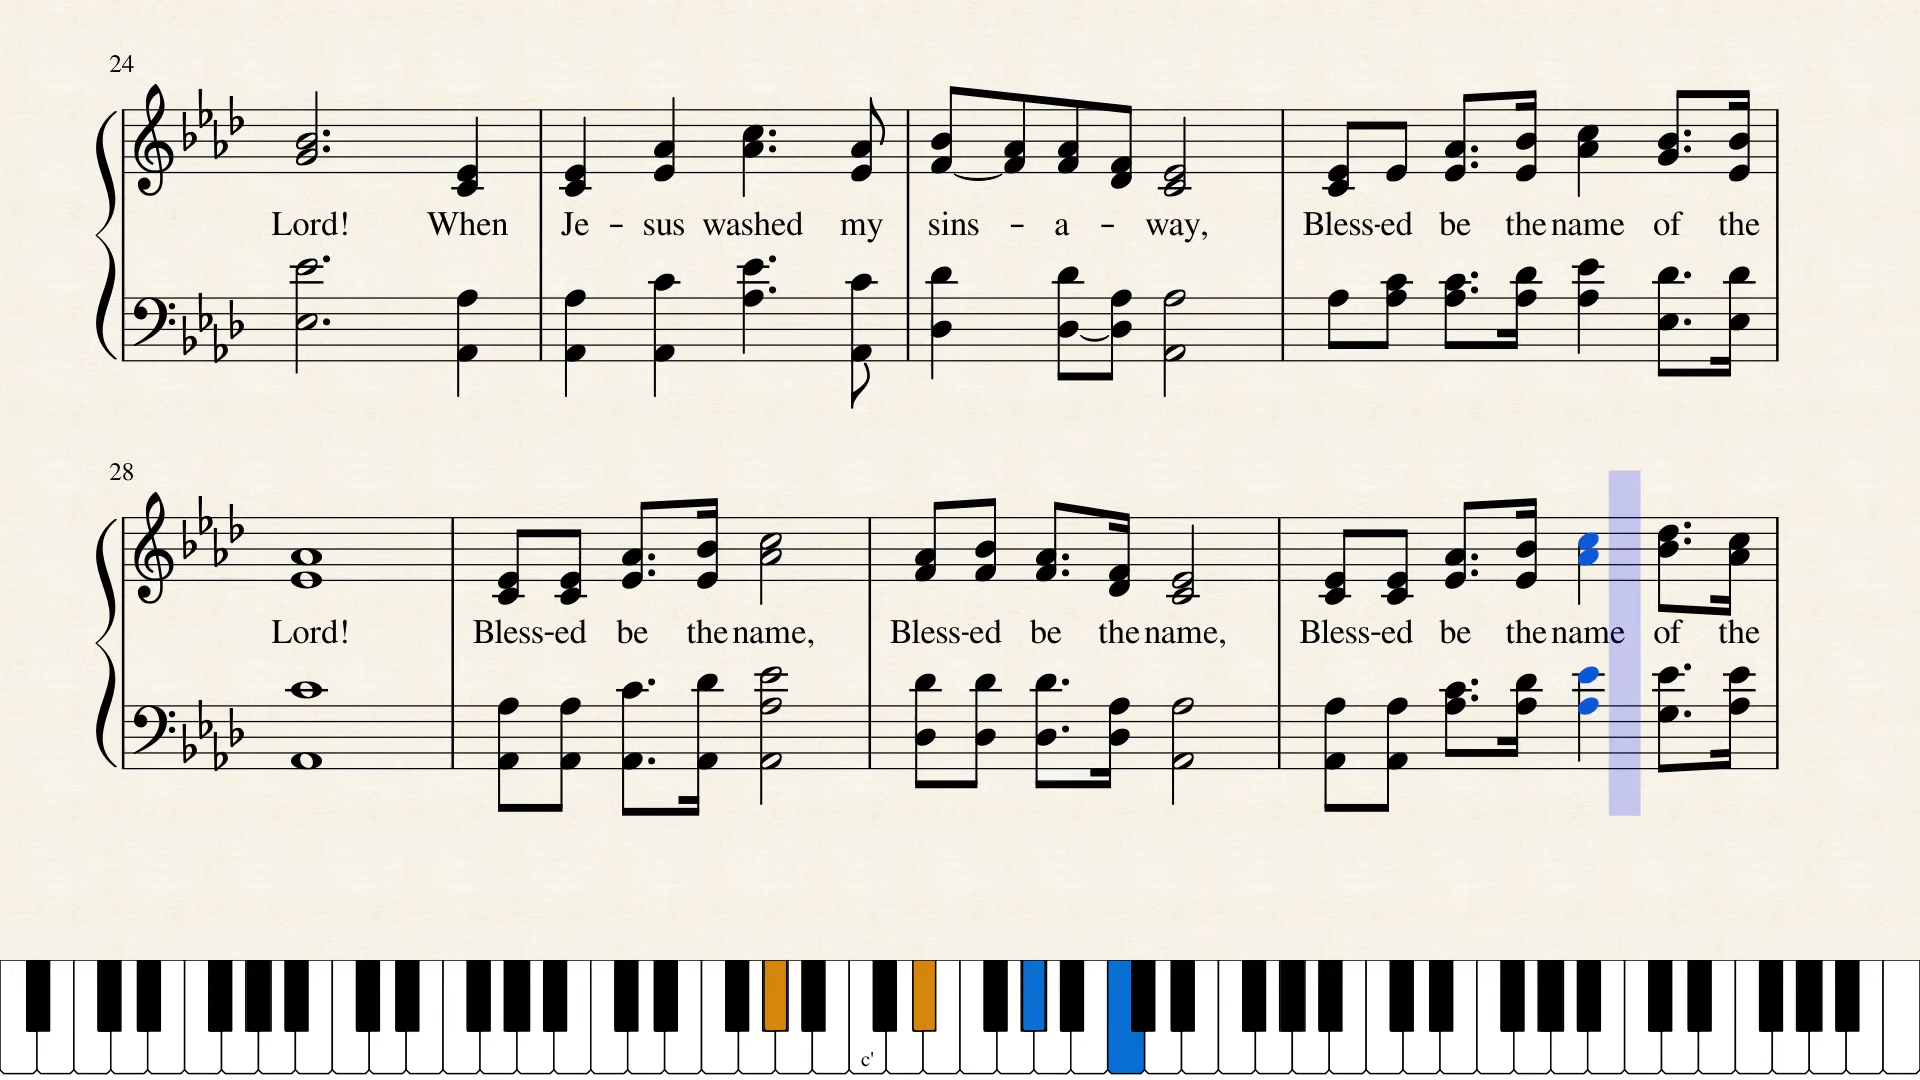 24
Lord! When Je - sus washed my sins - a - way, Bless-ed be the name of the
28
Lord! Bless-ed be the name, Bless-ed be the name, Bless-ed be the name of the
c'